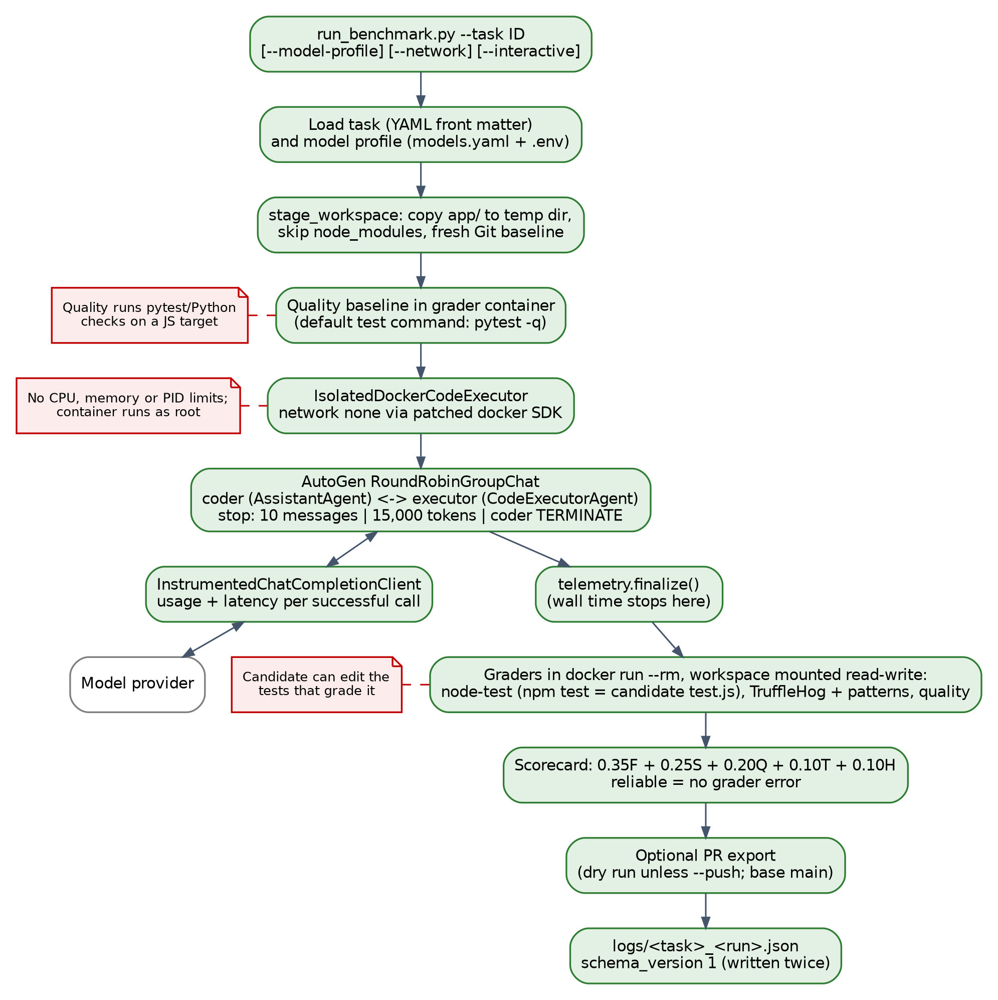 run_benchmark.py --task ID
[--model-profile] [--network] [--interactive]
Load task (YAML front matter)
and model profile (models.yaml + .env)
stage_workspace: copy app/ to temp dir,
skip node_modules, fresh Git baseline
Quality runs pytest/Python
checks on a JS target
Quality baseline in grader container
(default test command: pytest -q)
No CPU, memory or PID limits;
container runs as root
IsolatedDockerCodeExecutor
network none via patched docker SDK
AutoGen RoundRobinGroupChat
coder (AssistantAgent) <-> executor (CodeExecutorAgent)
stop: 10 messages | 15,000 tokens | coder TERMINATE
InstrumentedChatCompletionClient
usage + latency per successful call
telemetry.finalize()
(wall time stops here)
Model provider
Candidate can edit the
tests that grade it
Graders in docker run --rm, workspace mounted read-write:
node-test (npm test = candidate test.js), TruffleHog + patterns, quality
Scorecard: 0.35F + 0.25S + 0.20Q + 0.10T + 0.10H
reliable = no grader error
Optional PR export
(dry run unless --push; base main)
logs/<task>_<run>.json
schema_version 1 (written twice)